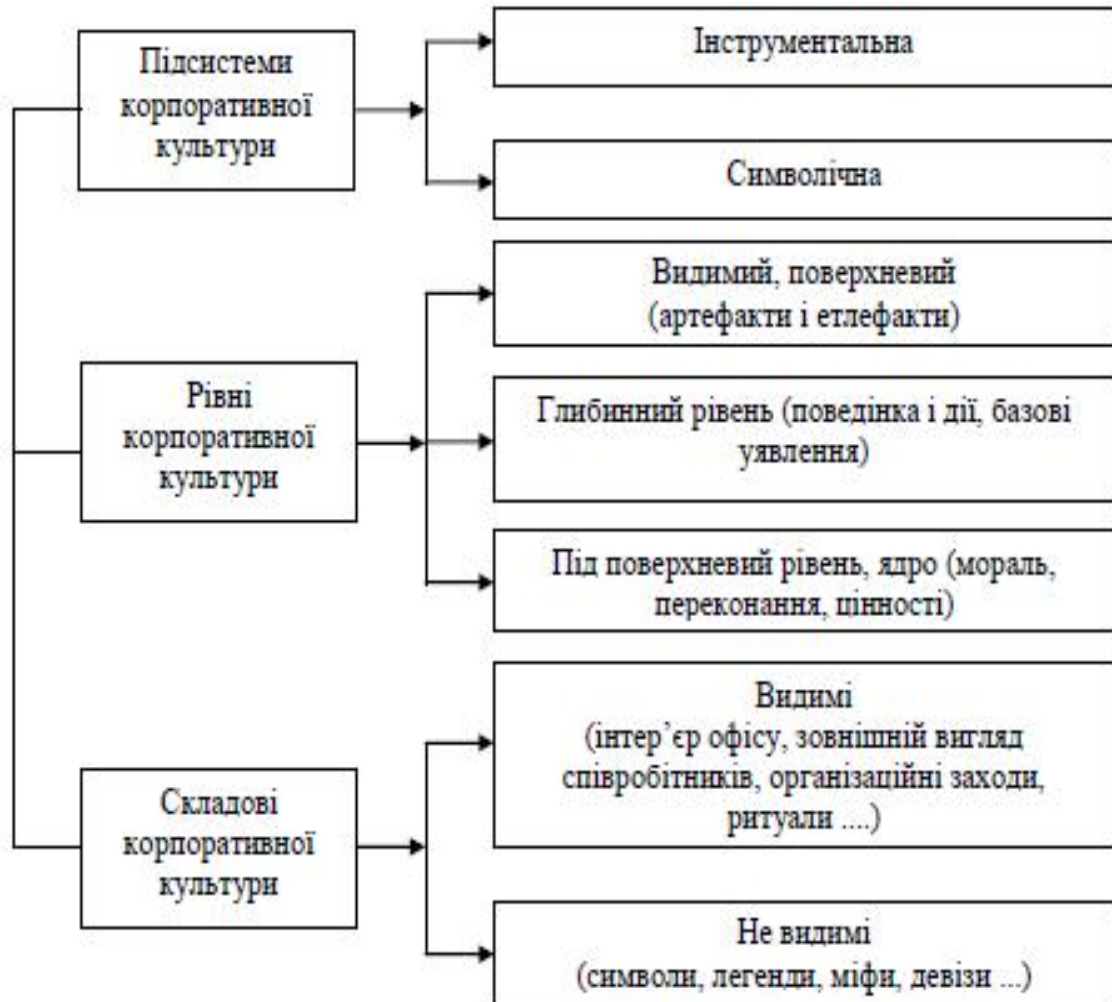 Підсистеми
корпоративної
культури
Інструментальна
Символічна
Рівні
корпоративної
культури
Видимий, поверхневий
(артефакти і етлефакти)
Глибинний рівень (поведінка і дії, базові
уявлення)
Під поверхневий рівень, ядро (мораль,
переконання, цінності)
Складові
корпоративної
культури
Видимі
(інтер’єр офісу, зовнішній вигляд
співробітників, організаційні заходи,
ритуали ....)
Не видимі
(символи, легенди, міфи, девізи ...)